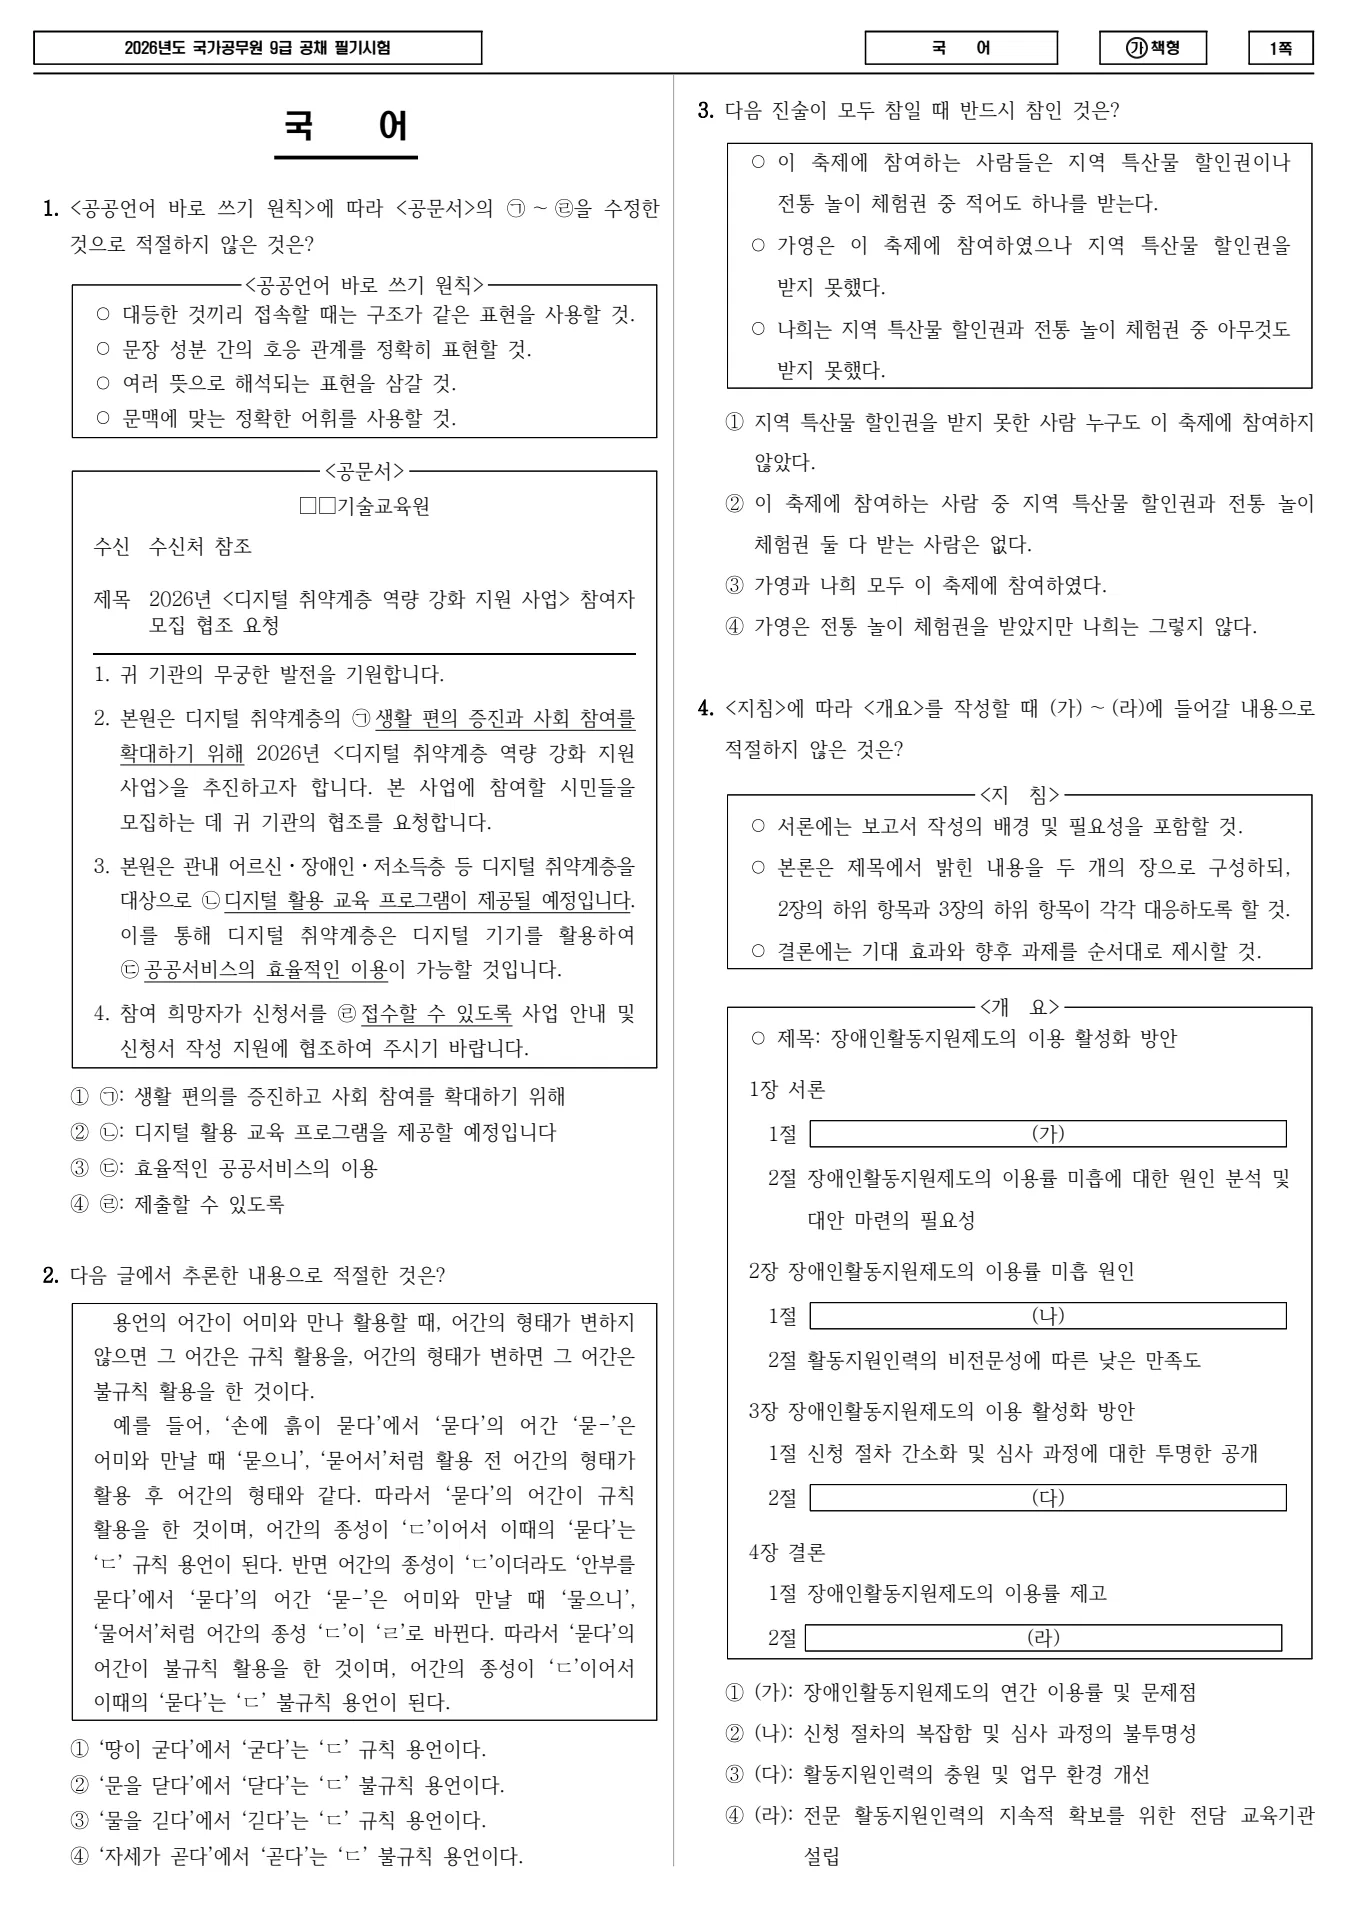 2026년도 국가공무원 9급 공채 필기시험
국 어
㉮책형
1쪽
국 어
1. <공공언어 바로 쓰기 원칙>에 따라 <공문서>의 ㉠ ~ ㉣을 수정한
것으로 적절하지 않은 것은?
<공공언어 바로 쓰기 원칙>
○ 대등한 것끼리 접속할 때는 구조가 같은 표현을 사용할 것.
○ 문장 성분 간의 호응 관계를 정확히 표현할 것.
○ 여러 뜻으로 해석되는 표현을 삼갈 것.
○ 문맥에 맞는 정확한 어휘를 사용할 것.
<공문서>
□□기술교육원
수신 수신처 참조
제목 2026년 <디지털 취약계층 역량 강화 지원 사업> 참여자
모집 협조 요청
1. 귀 기관의 무궁한 발전을 기원합니다.
2. 본원은 디지털 취약계층의 ㉠생활 편의 증진과 사회 참여를
확대하기 위해 2026년 <디지털 취약계층 역량 강화 지원
사업>을 추진하고자 합니다. 본 사업에 참여할 시민들을
모집하는 데 귀 기관의 협조를 요청합니다.
3. 본원은 관내 어르신·장애인·저소득층 등 디지털 취약계층을
대상으로 ㉡디지털 활용 교육 프로그램이 제공될 예정입니다.
이를 통해 디지털 취약계층은 디지털 기기를 활용하여
㉢공공서비스의 효율적인 이용이 가능할 것입니다.
4. 참여 희망자가 신청서를 ㉣접수할 수 있도록 사업 안내 및
신청서 작성 지원에 협조하여 주시기 바랍니다.
① ㉠: 생활 편의를 증진하고 사회 참여를 확대하기 위해
② ㉡: 디지털 활용 교육 프로그램을 제공할 예정입니다
③ ㉢: 효율적인 공공서비스의 이용
④ ㉣: 제출할 수 있도록
2. 다음 글에서 추론한 내용으로 적절한 것은?
용언의 어간이 어미와 만나 활용할 때, 어간의 형태가 변하지
않으면 그 어간은 규칙 활용을, 어간의 형태가 변하면 그 어간은
불규칙 활용을 한 것이다.
예를 들어, ‘손에 흙이 묻다’에서 ‘묻다’의 어간 ‘묻-’은
어미와 만날 때 ‘묻으니’, ‘묻어서’처럼 활용 전 어간의 형태가
활용 후 어간의 형태와 같다. 따라서 ‘묻다’의 어간이 규칙
활용을 한 것이며, 어간의 종성이 ‘ㄷ’이어서 이때의 ‘묻다’는
‘ㄷ’ 규칙 용언이 된다. 반면 어간의 종성이 ‘ㄷ’이더라도 ‘안부를
묻다’에서 ‘묻다’의 어간 ‘묻-’은 어미와 만날 때 ‘물으니’,
‘물어서’처럼 어간의 종성 ‘ㄷ’이 ‘ㄹ’로 바뀐다. 따라서 ‘묻다’의
어간이 불규칙 활용을 한 것이며, 어간의 종성이 ‘ㄷ’이어서
이때의 ‘묻다’는 ‘ㄷ’ 불규칙 용언이 된다.
① ‘땅이 굳다’에서 ‘굳다’는 ‘ㄷ’ 규칙 용언이다.
② ‘문을 닫다’에서 ‘닫다’는 ‘ㄷ’ 불규칙 용언이다.
③ ‘물을 긷다’에서 ‘긷다’는 ‘ㄷ’ 규칙 용언이다.
④ ‘자세가 곧다’에서 ‘곧다’는 ‘ㄷ’ 불규칙 용언이다.
3. 다음 진술이 모두 참일 때 반드시 참인 것은?
○ 이 축제에 참여하는 사람들은 지역 특산물 할인권이나
전통 놀이 체험권 중 적어도 하나를 받는다.
○ 가영은 이 축제에 참여하였으나 지역 특산물 할인권을
받지 못했다.
○ 나희는 지역 특산물 할인권과 전통 놀이 체험권 중 아무것도
받지 못했다.
① 지역 특산물 할인권을 받지 못한 사람 누구도 이 축제에 참여하지
않았다.
② 이 축제에 참여하는 사람 중 지역 특산물 할인권과 전통 놀이
체험권 둘 다 받는 사람은 없다.
③ 가영과 나희 모두 이 축제에 참여하였다.
④ 가영은 전통 놀이 체험권을 받았지만 나희는 그렇지 않다.
4. <지침>에 따라 <개요>를 작성할 때 (가) ~ (라)에 들어갈 내용으로
적절하지 않은 것은?
<지 침>
○ 서론에는 보고서 작성의 배경 및 필요성을 포함할 것.
○ 본론은 제목에서 밝힌 내용을 두 개의 장으로 구성하되,
2장의 하위 항목과 3장의 하위 항목이 각각 대응하도록 할 것.
○ 결론에는 기대 효과와 향후 과제를 순서대로 제시할 것.
<개 요>
○ 제목: 장애인활동지원제도의 이용 활성화 방안
1장 서론
1절 (가)
2절 장애인활동지원제도의 이용률 미흡에 대한 원인 분석 및
대안 마련의 필요성
2장 장애인활동지원제도의 이용률 미흡 원인
1절 (나)
2절 활동지원인력의 비전문성에 따른 낮은 만족도
3장 장애인활동지원제도의 이용 활성화 방안
1절 신청 절차 간소화 및 심사 과정에 대한 투명한 공개
2절 (다)
4장 결론
1절 장애인활동지원제도의 이용률 제고
2절 (라)
① (가): 장애인활동지원제도의 연간 이용률 및 문제점
② (나): 신청 절차의 복잡함 및 심사 과정의 불투명성
③ (다): 활동지원인력의 충원 및 업무 환경 개선
④ (라): 전문 활동지원인력의 지속적 확보를 위한 전담 교육기관
설립